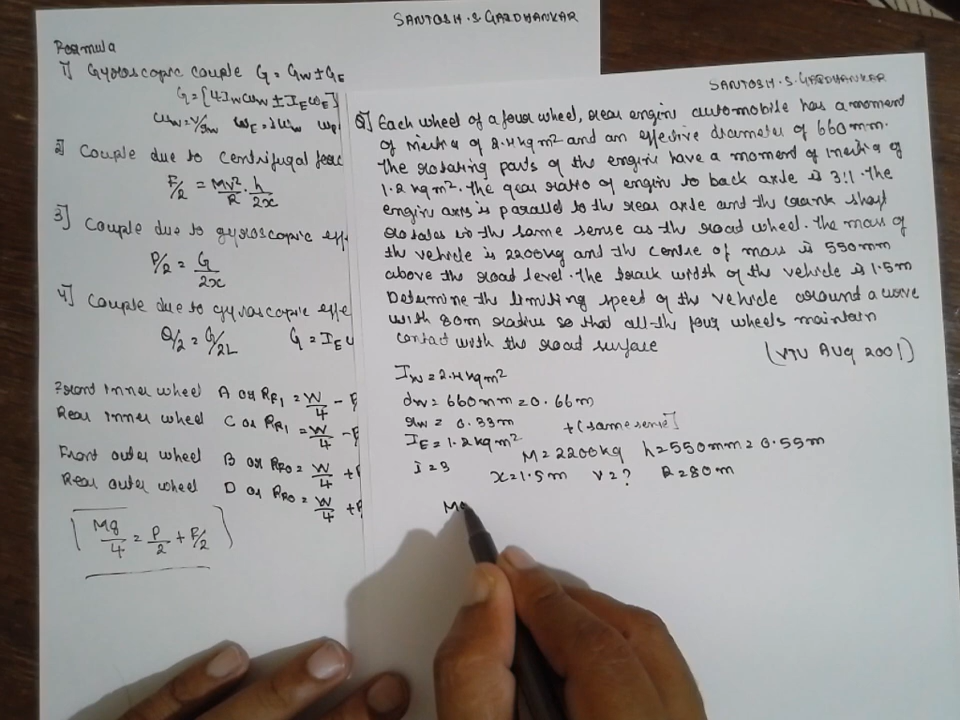 SANTOSH.S.GARDHANKAR
Formula
1] Gyroscopic couple G = Gw ± GE
G = [4Iwωw ± IEωE]
ωw = v/rw ωE = iωw ωp
2] Couple due to centrifugal
F/2 = Mv²/R . h/2x
3] Couple due to gyroscopic eff
P/2 = G/2x
4] Couple due to gyroscopic effe
Q/2 = G/2L G = IE ω
Front Inner wheel A or RFI = W/4 -
Rear Inner wheel C or RRI = W/4 -
Front outer wheel B or RFO = W/4 +
Rear outer wheel D or RRO = W/4 +
Mg/4 = P/2 + F/2
SANTOSH.S.GARDHANKAR
Q] Each wheel of a four wheel, rear engine automobile has a moment
of inertia of 2.4 kg m² and an effective diameter of 660 mm.
The rotating parts of the engine have a moment of inertia of
1.2 kg m². The gear ratio of engine to back axle is 3:1. The
engine axis is parallel to the rear axle and the crank shaft
rotates in the same sense as the road wheel. The mass of
the vehicle is 2200 kg and the centre of mass is 550 mm
above the road level. The track width of the vehicle is 1.5 m
Determine the limiting speed of the vehicle around a curve
with 80 m radius so that all the four wheels maintain
contact with the road surface (VTU AUG 2001)
Iw = 2.4 kg m²
dw = 660 mm = 0.66 m
rw = 0.33 m
IE = 1.2 kg m² + (same sense]
i = 3 M = 2200 kg h = 550 mm = 0.55 m
x = 1.5 m v = ? R = 80 m
Mg